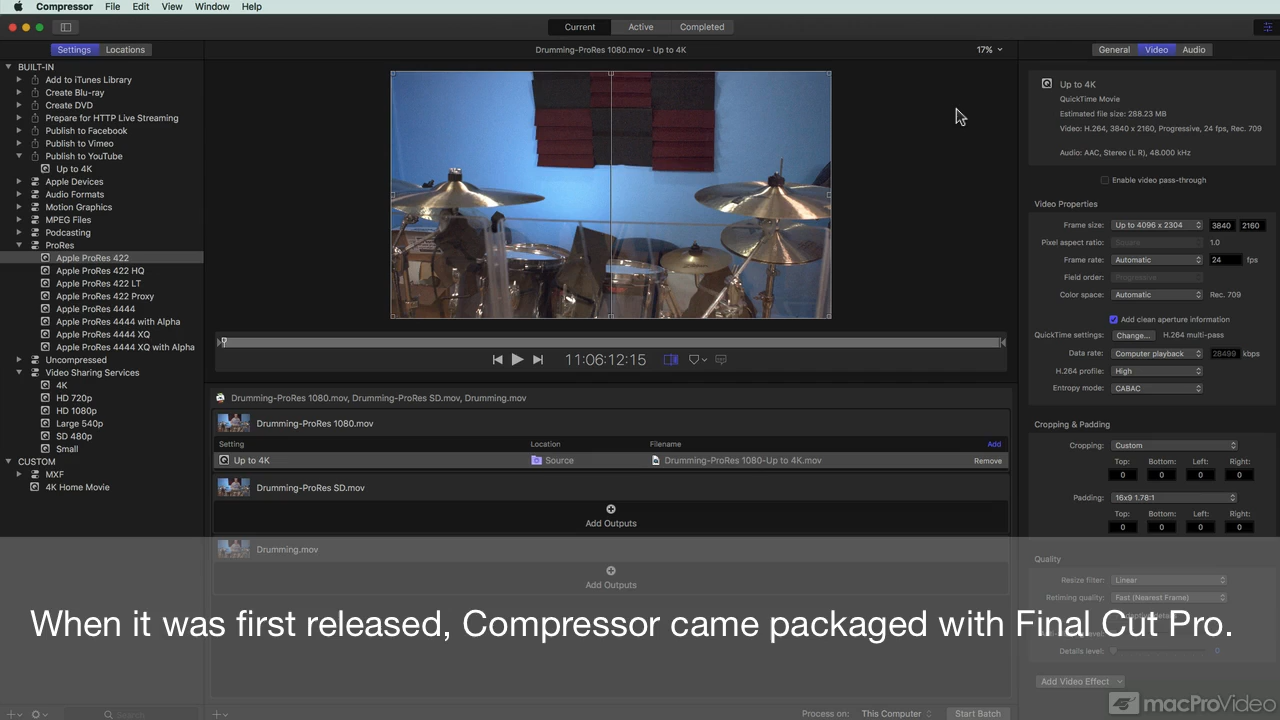 Compressor File Edit View Window Help
Current Active Completed
Settings Locations
Drumming-ProRes 1080.mov - Up to 4K
17%
General Video Audio
BUILT-IN
Add to iTunes Library
Create Blu-ray
Create DVD
Prepare for HTTP Live Streaming
Publish to Facebook
Publish to Vimeo
Publish to YouTube
Up to 4K
Apple Devices
Audio Formats
Motion Graphics
MPEG Files
Podcasting
ProRes
Apple ProRes 422
Apple ProRes 422 HQ
Apple ProRes 422 LT
Apple ProRes 422 Proxy
Apple ProRes 4444
Apple ProRes 4444 with Alpha
Apple ProRes 4444 XQ
Apple ProRes 4444 XQ with Alpha
Uncompressed
Video Sharing Services
4K
HD 720p
HD 1080p
Large 540p
SD 480p
Small
CUSTOM
MXF
4K Home Movie
Search
11:06:12:15
Drumming-ProRes 1080.mov, Drumming-ProRes SD.mov, Drumming.mov
Drumming-ProRes 1080.mov
Setting Location Filename Add
Up to 4K Source Drumming-ProRes 1080-Up to 4K.mov Remove
Drumming-ProRes SD.mov
Add Outputs
Drumming.mov
Add Outputs
Process on: This Computer Start Batch
Up to 4K
QuickTime Movie
Estimated file size: 288.23 MB
Video: H.264, 3840 x 2160, Progressive, 24 fps, Rec. 709
Audio: AAC, Stereo (L R), 48.000 kHz
Enable video pass-through
Video Properties
Frame size: Up to 4096 x 2304 3840 2160
Pixel aspect ratio: Square 1.0
Frame rate: Automatic 24 fps
Field order: Progressive
Color space: Automatic Rec. 709
Add clean aperture information
QuickTime settings: Change... H.264 multi-pass
Data rate: Computer playback 28499 kbps
H.264 profile: High
Entropy mode: CABAC
Cropping & Padding
Cropping: Custom
Top: Bottom: Left: Right:
0 0 0 0
Padding: 16x9 1.78:1
Top: Bottom: Left: Right:
0 0 0 0
Quality
Resize filter: Linear
Retiming quality: Fast (Nearest Frame)
Details level: 0
Add Video Effect
When it was first released, Compressor came packaged with Final Cut Pro.
macProVideo